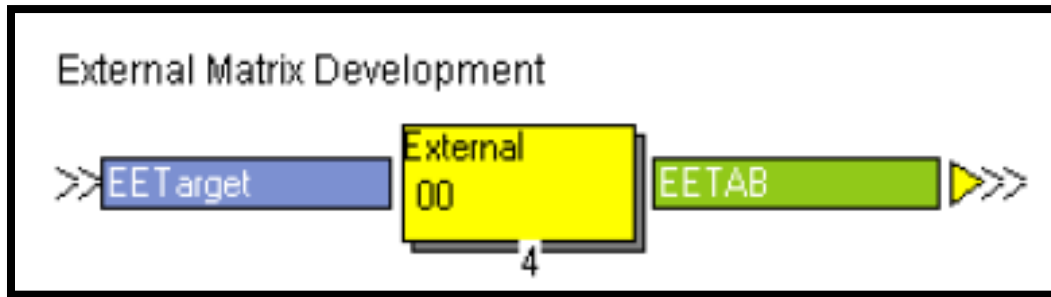 External Matrix Development
>>EETarget
External
00
EETAB
>>
4